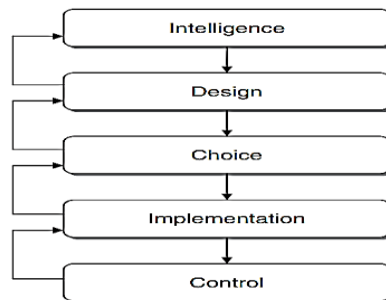 Intelligence
Design
Choice
Implementation
Control